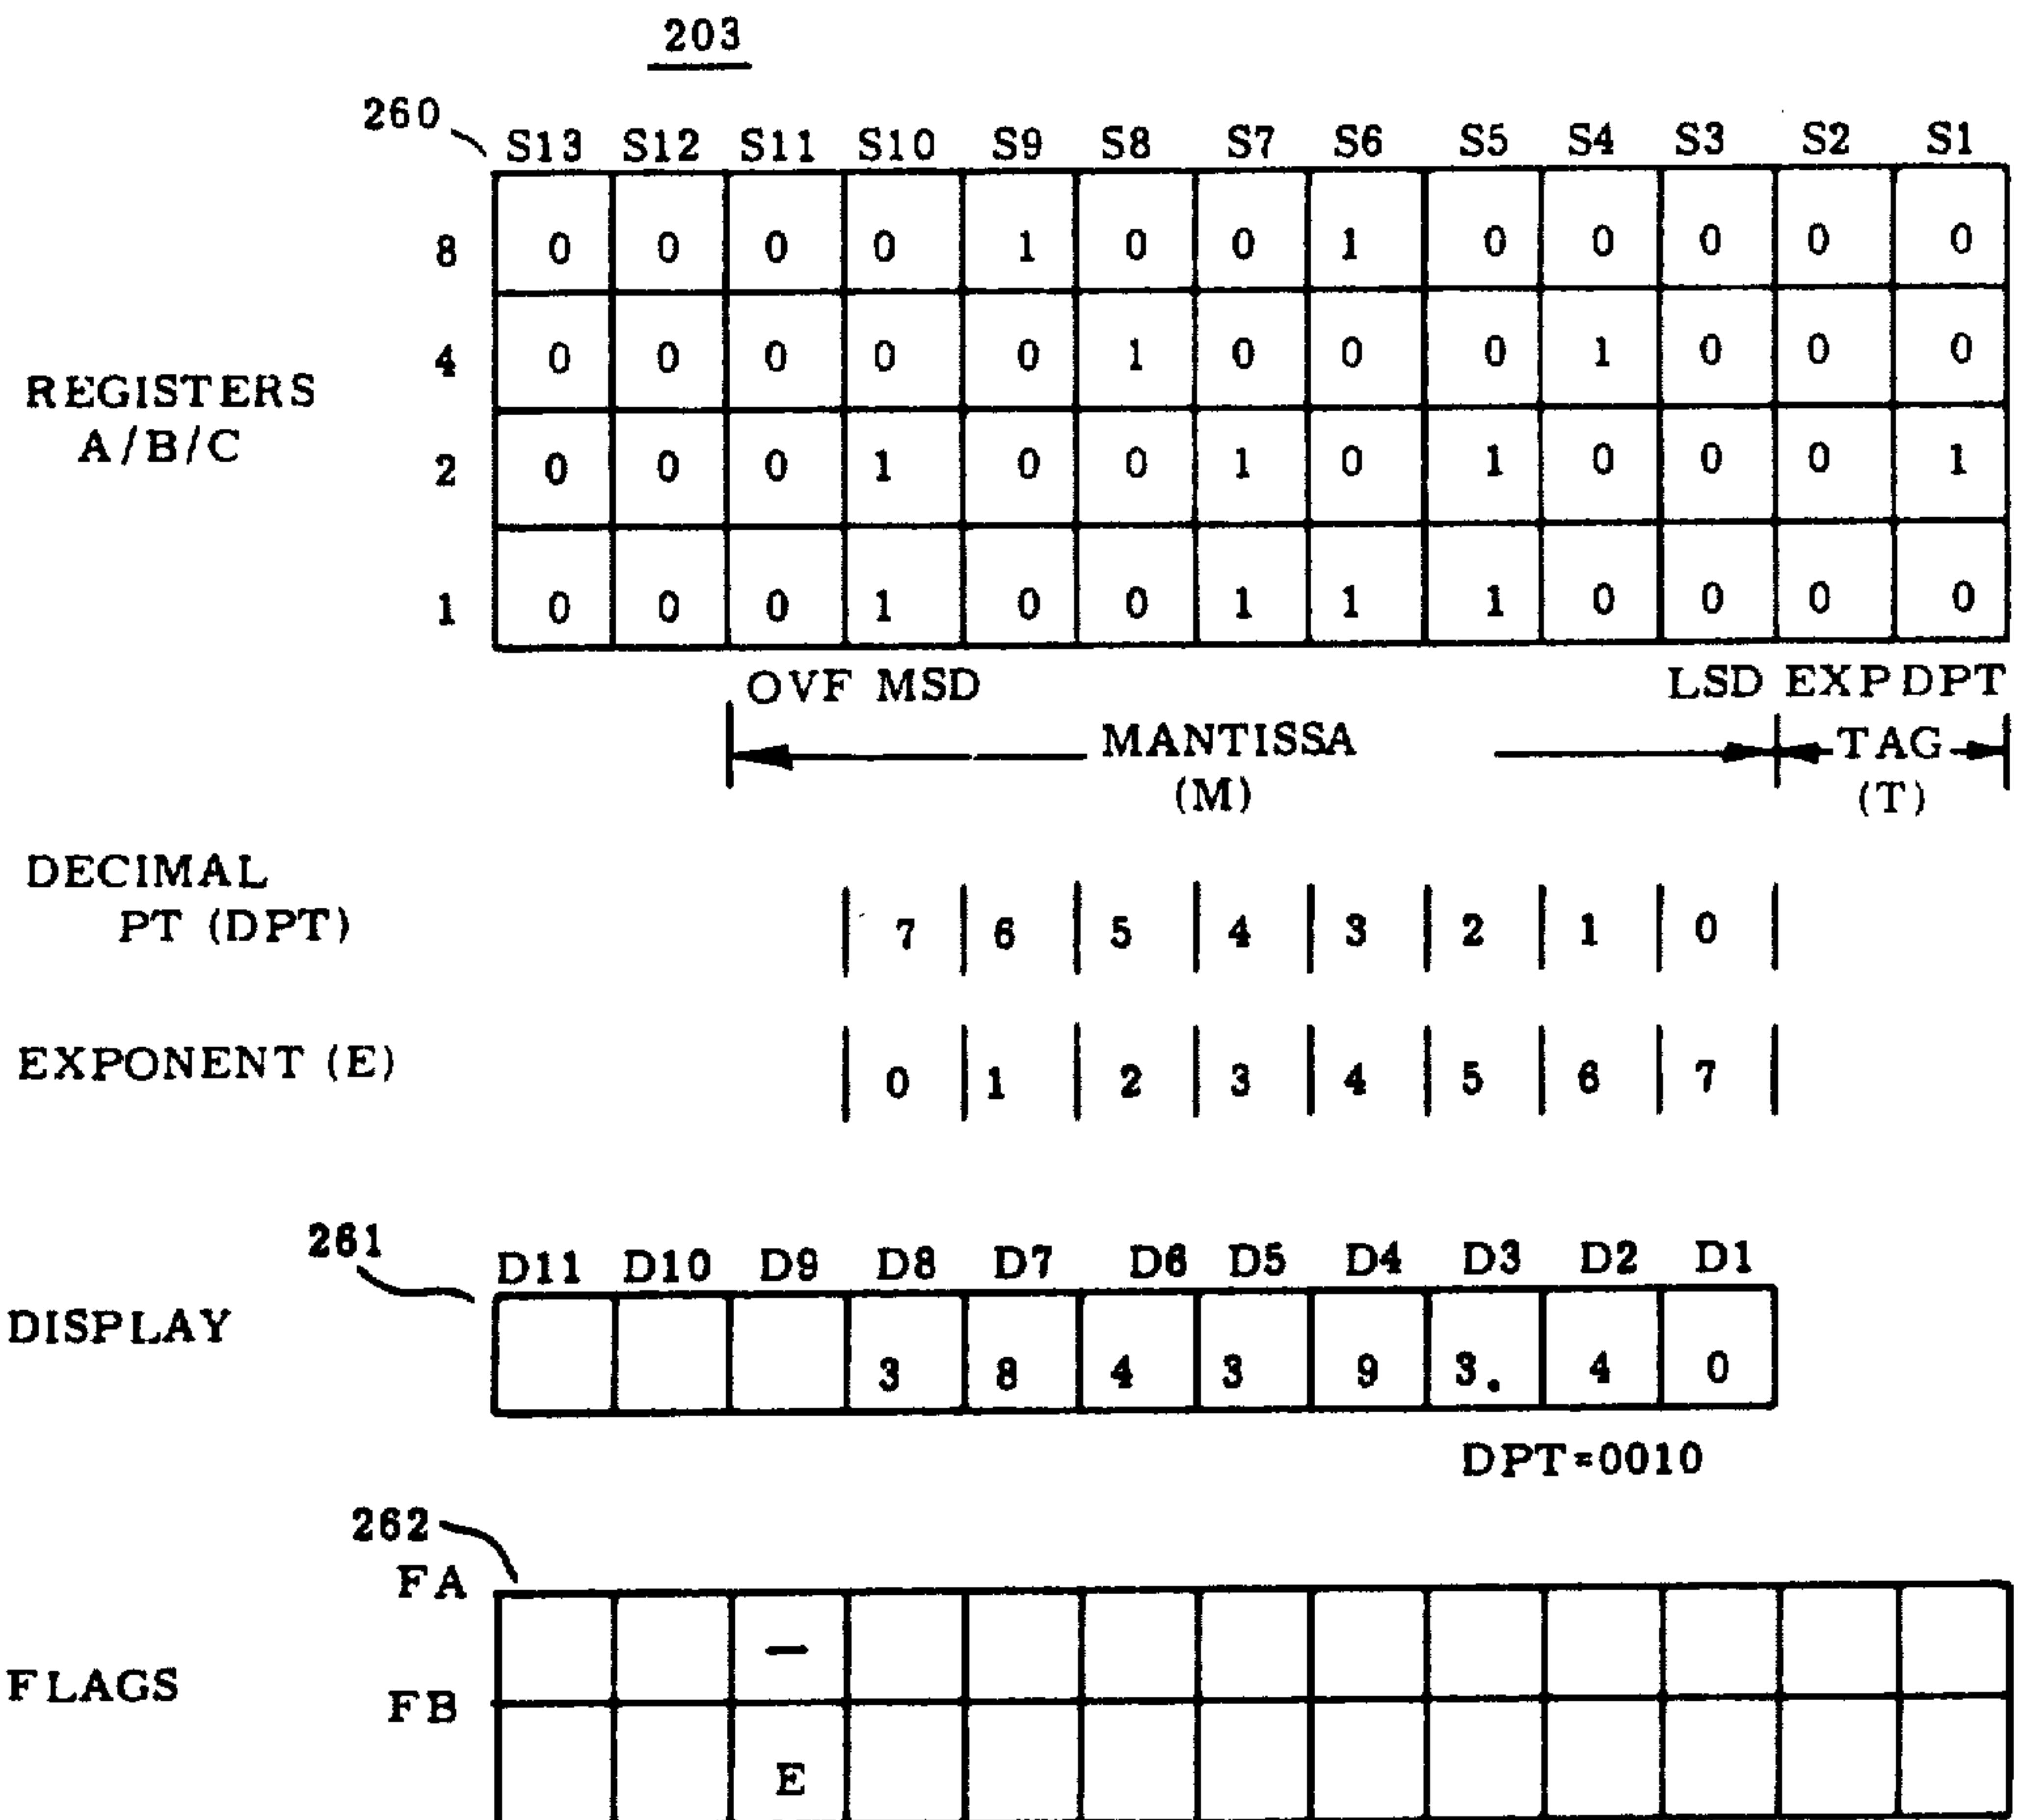 203
260
S13 S12 S11 S10 S9 S8 S7 S6 S5 S4 S3 S2 S1
8 0 0 0 0 1 0 0 1 0 0 0 0 0
4 0 0 0 0 0 1 0 0 0 1 0 0 0
REGISTERS
A/B/C
2 0 0 0 1 0 0 1 0 1 0 0 0 1
1 0 0 0 1 0 0 1 1 1 0 0 0 0
OVF MSD LSD EXP DPT
MANTISSA TAG
(M) (T)
DECIMAL
PT (DPT)
7 6 5 4 3 2 1 0
EXPONENT (E)
0 1 2 3 4 5 6 7
261
D11 D10 D9 D8 D7 D6 D5 D4 D3 D2 D1
DISPLAY
3 8 4 3 9 3. 4 0
DPT=0010
262
FA
–
FLAGS
FB
E